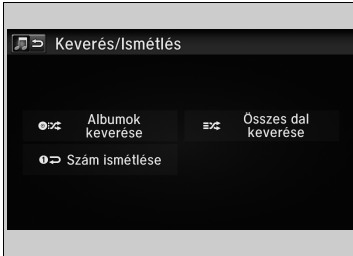 Keverés/Ismétlés
Albumok
keverése
Összes dal
keverése
Szám ismétlése